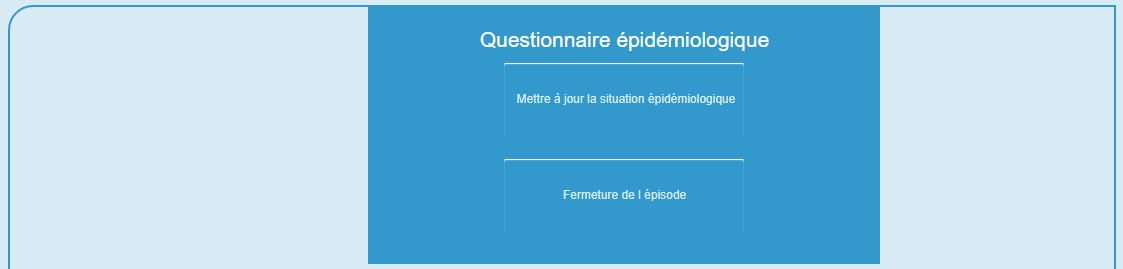 Questionnaire épidémiologique
Mettre à jour la situation épidémiologique
Fermeture de l épisode